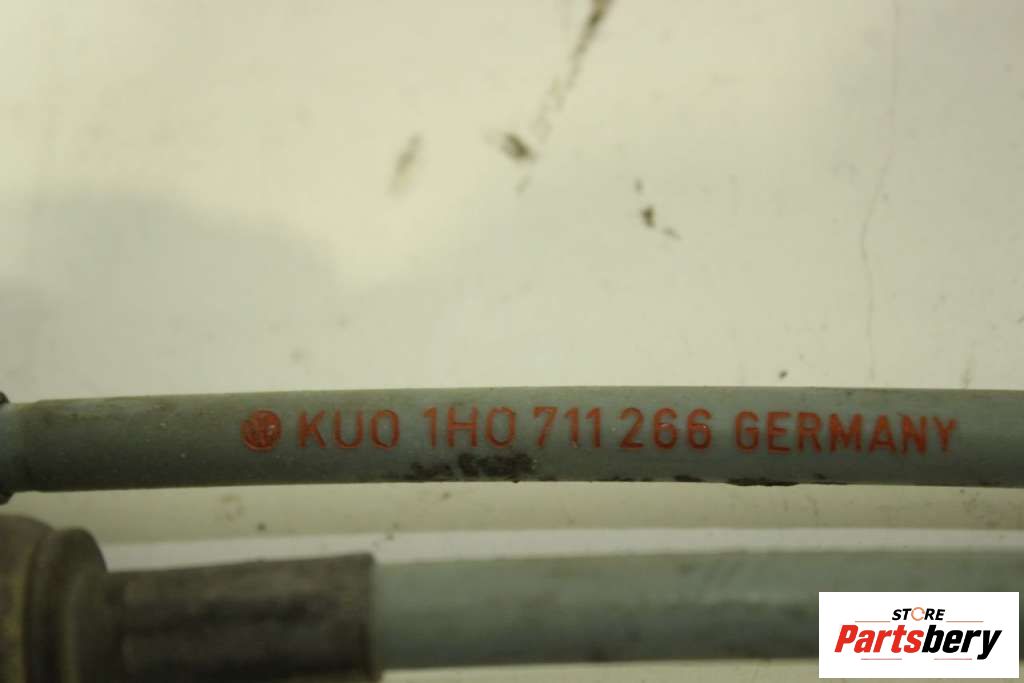 KUO 1H0 711 266 GERMANY
STORE
Partsbery